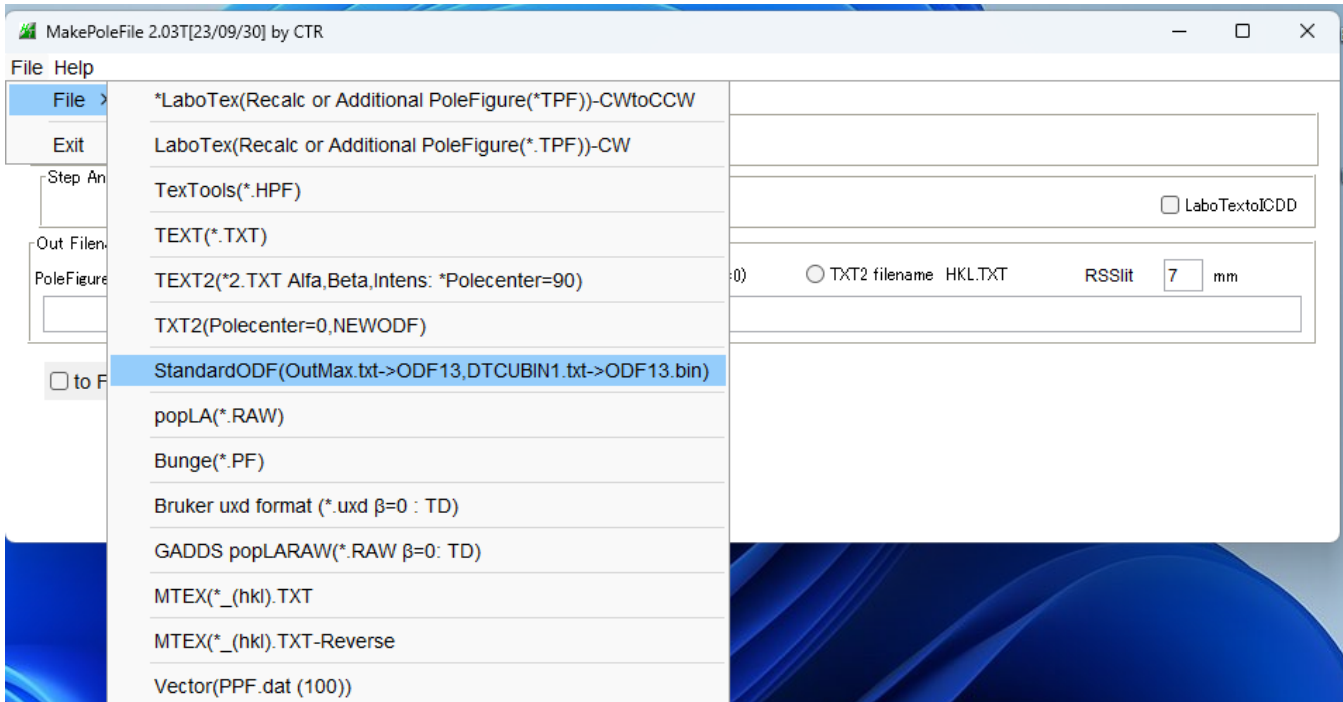 MakePoleFile 2.03T[23/09/30] by CTR
File Help
File
Exit
*LaboTex(Recalc or Additional PoleFigure(*TPF))-CWtoCCW
LaboTex(Recalc or Additional PoleFigure(*.TPF))-CW
TexTools(*.HPF)
TEXT(*.TXT)
TEXT2(*2.TXT Alfa,Beta,Intens: *Polecenter=90)
TXT2(Polecenter=0,NEWODF)
StandardODF(OutMax.txt->ODF13,DTCUBIN1.txt->ODF13.bin)
popLA(*.RAW)
Bunge(*.PF)
Bruker uxd format (*.uxd β=0 : TD)
GADDS popLARAW(*.RAW β=0: TD)
MTEX(*_(hkl).TXT
MTEX(*_(hkl).TXT-Reverse
Vector(PPF.dat (100))
Step An
LaboTextoICDD
Out Filen
PoleFigure
=0)
TXT2 filename HKL.TXT
RSSlit
7
mm
to F